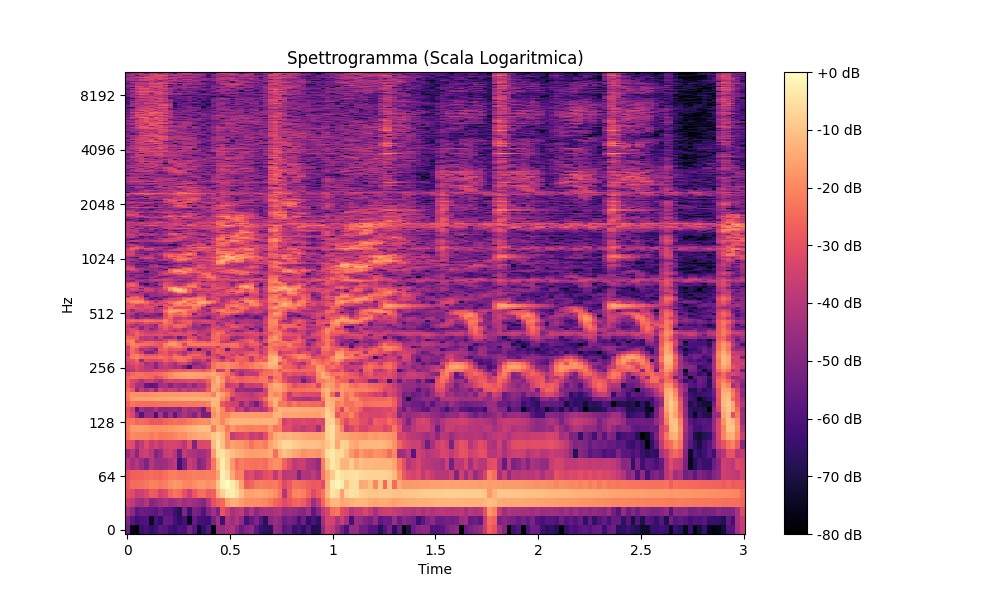 Spettrogramma (Scala Logaritmica)
Hz
8192
4096
2048
1024
512
256
128
64
0
0
0.5
1
1.5
2
2.5
3
Time
+0 dB
-10 dB
-20 dB
-30 dB
-40 dB
-50 dB
-60 dB
-70 dB
-80 dB